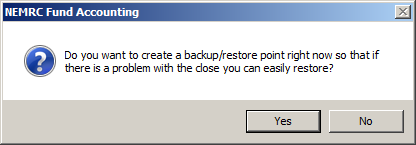 NEMRC Fund Accounting
Do you want to create a backup/restore point right now so that if
there is a problem with the close you can easily restore?
Yes No